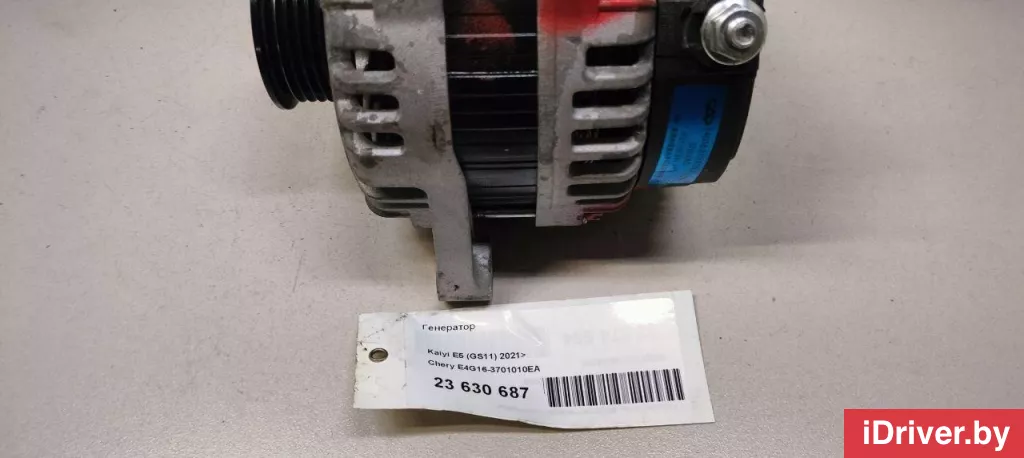 Генератор
Kaiyi E5 (GS11) 2021>
Chery E4G16-3701010EA
23 630 687
iDriver.by